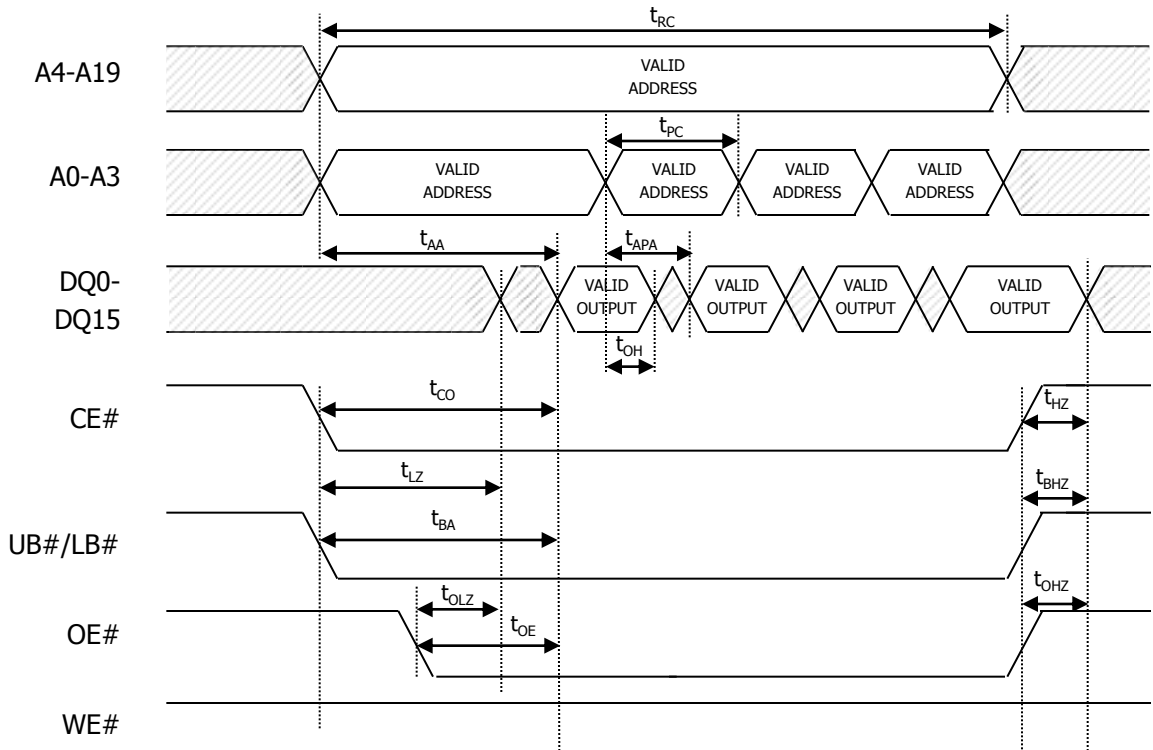 tRC
A4-A19
VALID
ADDRESS
tPC
A0-A3
VALID
ADDRESS
VALID
ADDRESS
VALID
ADDRESS
VALID
ADDRESS
tAA
tAPA
DQ0-
DQ15
VALID
OUTPUT
VALID
OUTPUT
VALID
OUTPUT
VALID
OUTPUT
tOH
CE#
tCO
tHZ
tLZ
tBHZ
UB#/LB#
tBA
tOLZ
tOHZ
OE#
tOE
WE#